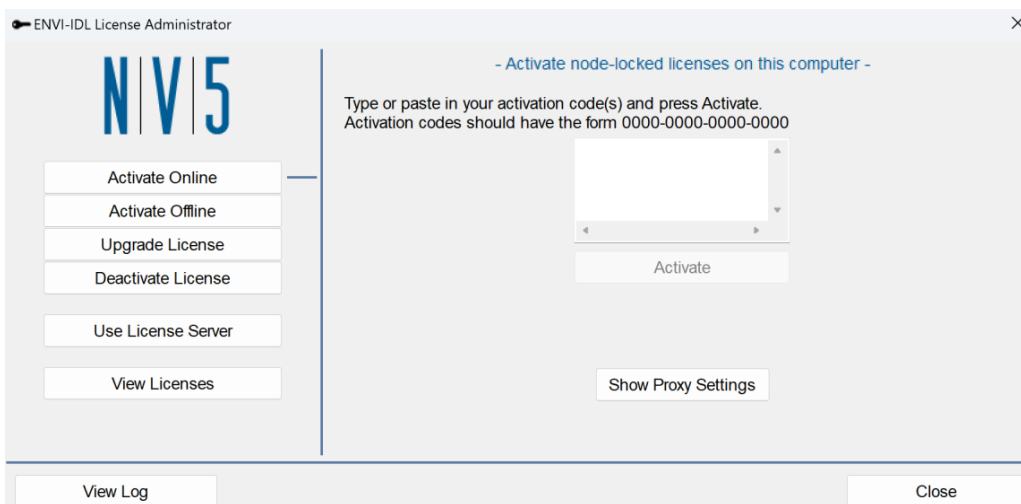 ENVI-IDL License Administrator
NV5
Activate Online
Activate Offline
Upgrade License
Deactivate License
Use License Server
View Licenses
- Activate node-locked licenses on this computer -
Type or paste in your activation code(s) and press Activate.
Activation codes should have the form 0000-0000-0000-0000
Activate
Show Proxy Settings
View Log
Close